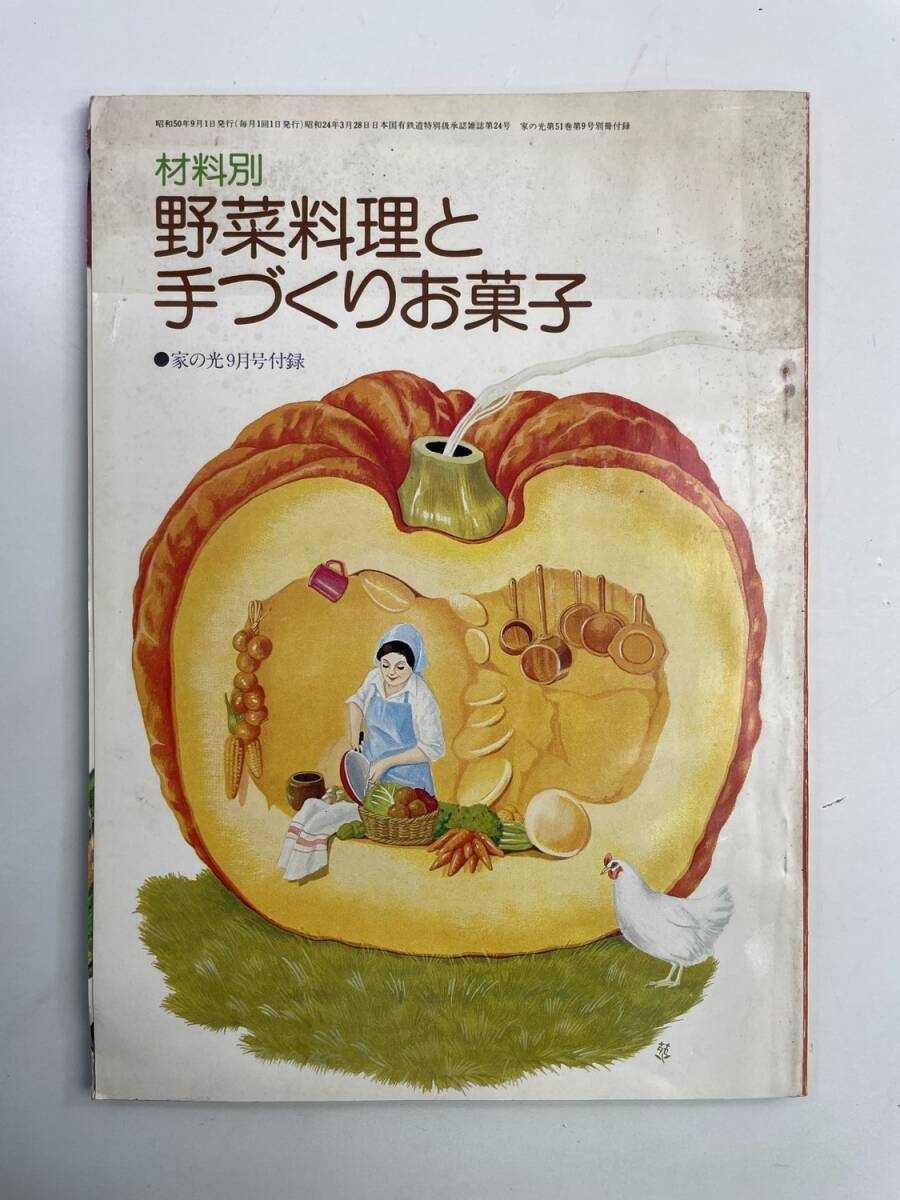 昭和50年9月1日発行(毎月1回1日発行)昭和24年3月28日日本国有鉄道特別級承認雑誌第24号 家の光第51巻第9号別冊付録
材料別
野菜料理と
手づくりお菓子
●家の光9月号付録